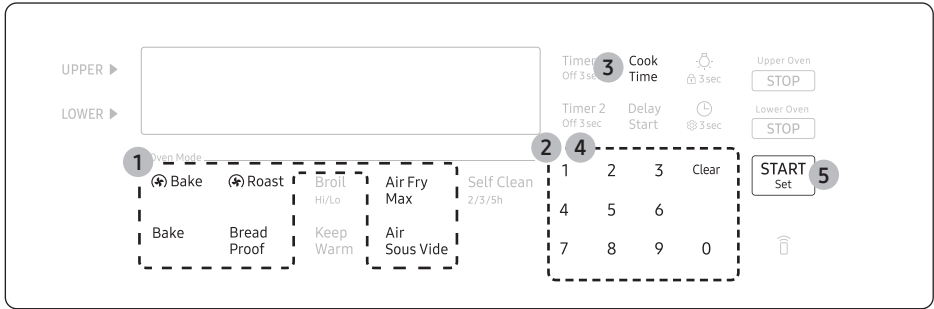 UPPER
LOWER
Timer
Off 3 sec
3
Cook
Time
3 sec
Upper Oven
STOP
Timer 2
Off 3 sec
Delay
Start
3 sec
Lower Oven
STOP
Oven Mode
1
Bake
Roast
Broil
Hi/Lo
Air Fry
Max
Self Clean
2/3/5h
Bake
Bread
Proof
Keep
Warm
Air
Sous Vide
2 4
1 2 3 Clear
4 5 6
7 8 9 0
START
Set
5